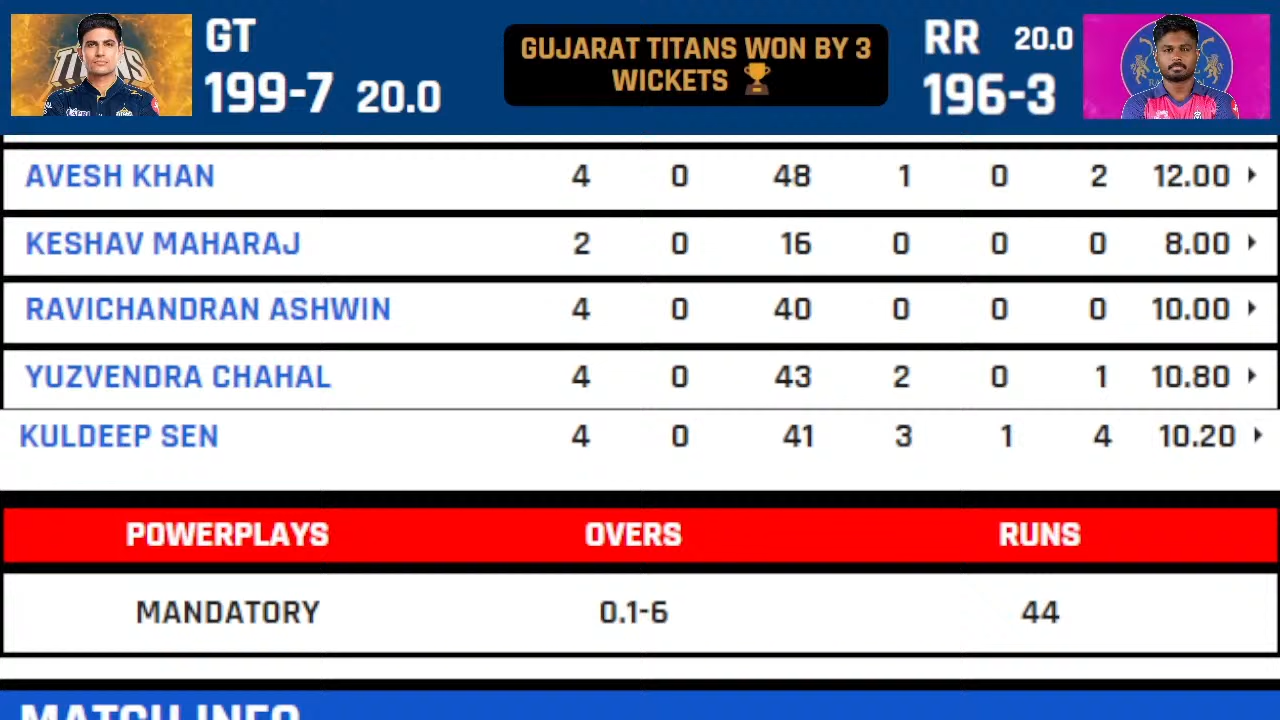 GT
199-7 20.0
GUJARAT TITANS WON BY 3
WICKETS 🏆
RR 20.0
196-3
AVESH KHAN 4 0 48 1 0 2 12.00
KESHAV MAHARAJ 2 0 16 0 0 0 8.00
RAVICHANDRAN ASHWIN 4 0 40 0 0 0 10.00
YUZVENDRA CHAHAL 4 0 43 2 0 1 10.80
KULDEEP SEN 4 0 41 3 1 4 10.20
POWERPLAYS OVERS RUNS
MANDATORY 0.1-6 44
MATCH INFO